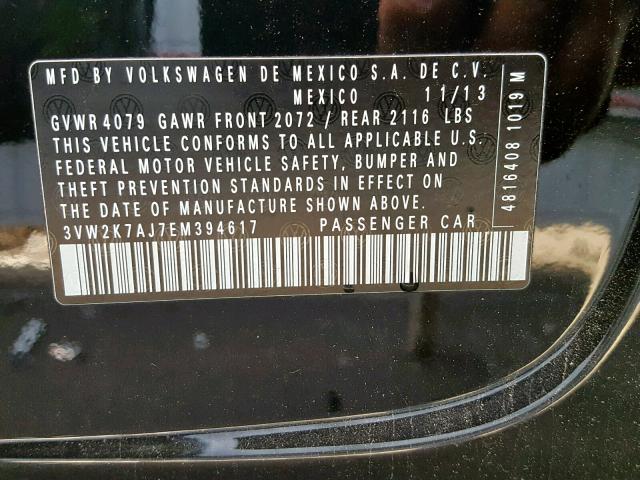 MFD BY VOLKSWAGEN DE MEXICO S.A. DE C.V.
MEXICO 11/13
GVWR 4079 GAWR FRONT 2072 / REAR 2116 LBS
THIS VEHICLE CONFORMS TO ALL APPLICABLE U.S.
FEDERAL MOTOR VEHICLE SAFETY, BUMPER AND
THEFT PREVENTION STANDARDS IN EFFECT ON
THE DATE OF MANUFACTURE SHOWN ABOVE.
3VW2K7AJ7EM394617 PASSENGER CAR
4816408 1019 M